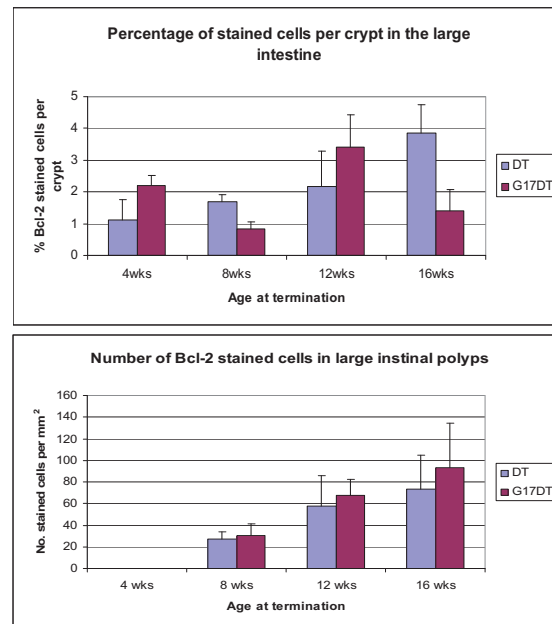 Percentage of stained cells per crypt in the large
intestine
% Bcl-2 stained cells per
crypt
5
4
3
2
1
0
4wks 8wks 12wks 16wks
Age at termination
DT
G17DT
Number of Bcl-2 stained cells in large instinal polyps
No. stained cells per mm²
160
140
120
100
80
60
40
20
0
4 wks 8 wks 12 wks 16 wks
Age at termination
DT
G17DT